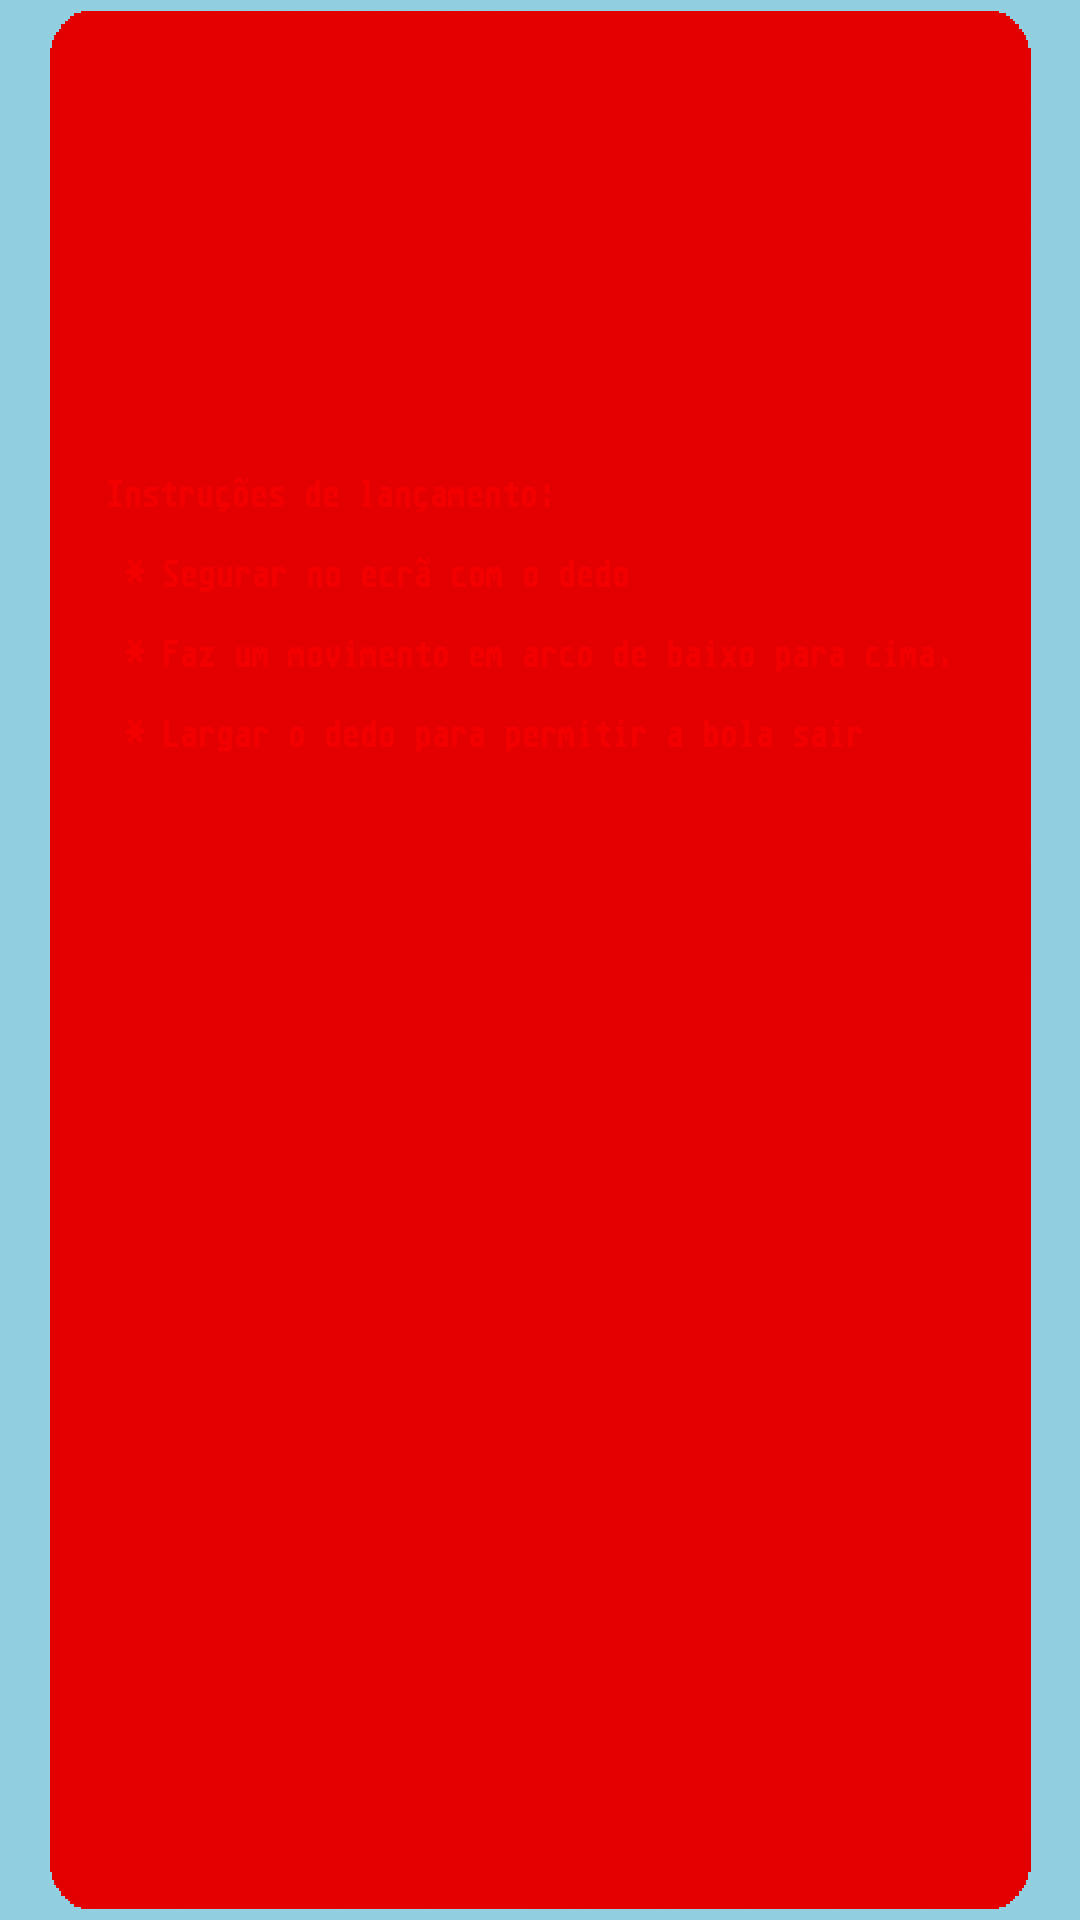 Instruções de lançamento:
* Segurar no ecrã com o dedo
* Faz um movimento em arco de baixo para cima.
* Largar o dedo para permitir a bola sair